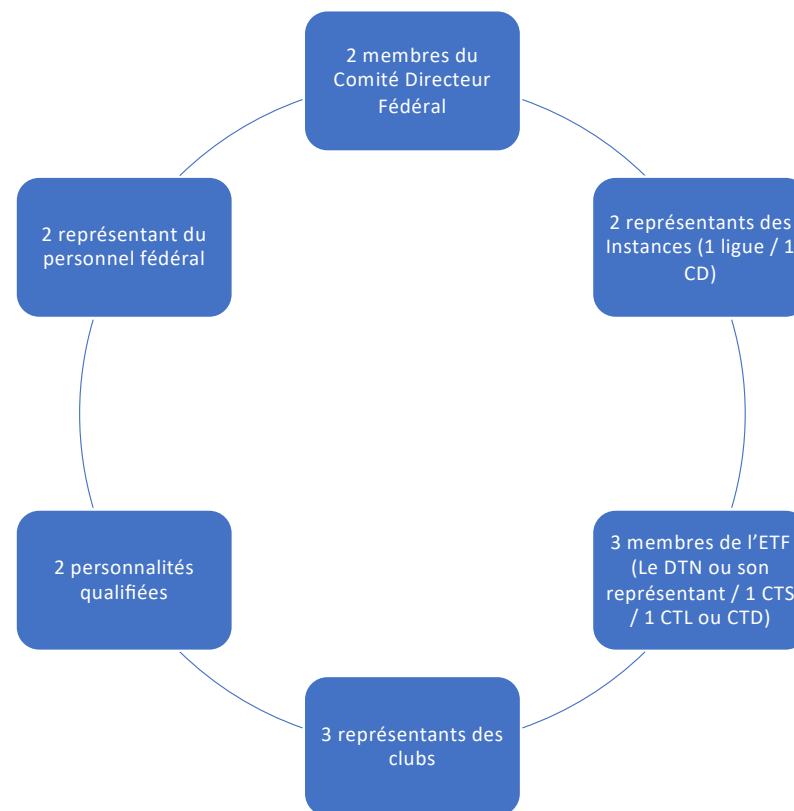 2 membres du
Comité Directeur
Fédéral
2 représentants des
Instances (1 ligue / 1
CD)
3 membres de l’ETF
(Le DTN ou son
représentant / 1 CTS
/ 1 CTL ou CTD)
3 représentants des
clubs
2 personnalités
qualifiées
2 représentant du
personnel fédéral